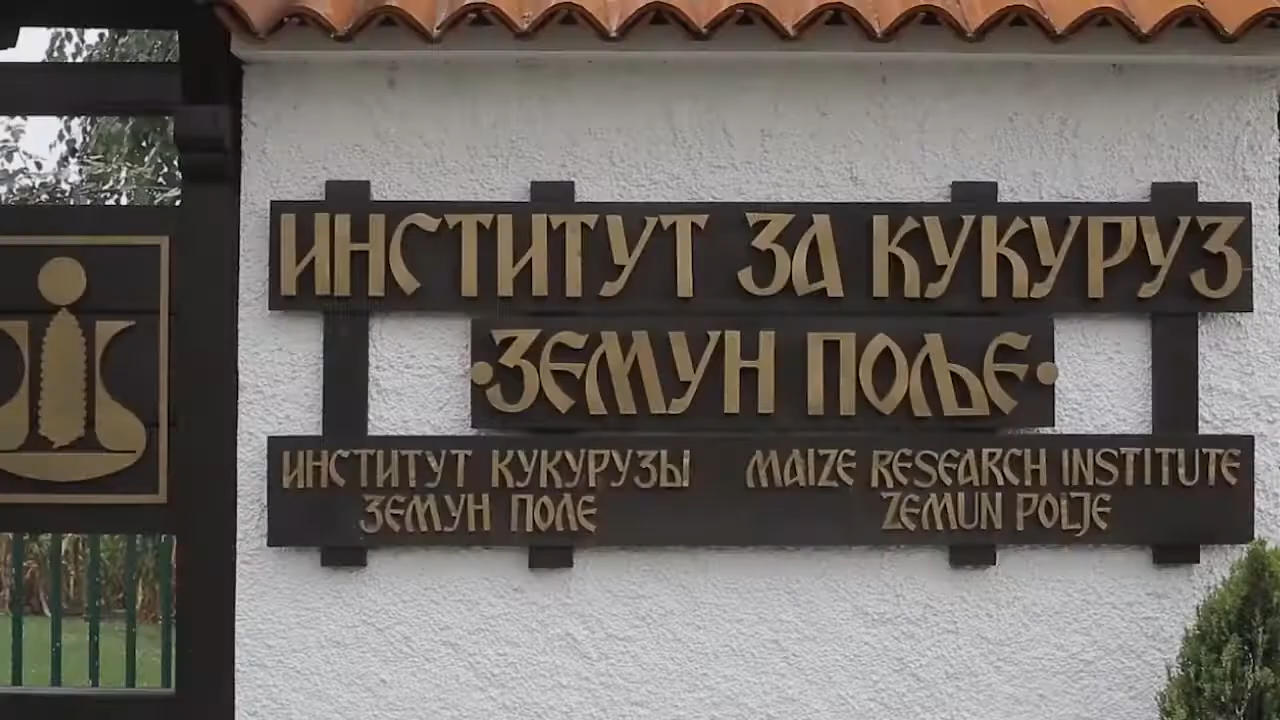 ИНСТИТУТ ЗА КУКУРУЗ
·ЗЕМУН ПОЉЕ·
ИНСТИТУТ КУКУРУЗЫ
ЗЕМУН ПОЛЕ
MAIZE RESEARCH INSTITUTE
ZEMUN POLJE